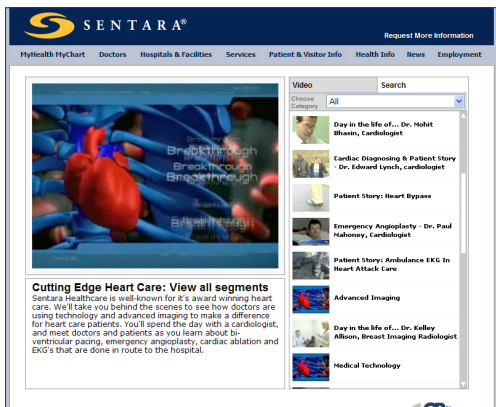 SENTARA®
Request More Information
MyHealth MyChart Doctors Hospitals & Facilities Services Patient & Visitor Info Health Info News Employment
Breakthrough
Breakthrough
Breakthrough
Breakthrough
Breakthrough
Video Search
Choose Category All
Day in the life of... Dr. Mohit
Bhasin, Cardiologist
Cardiac Diagnosing & Patient Story
- Dr. Edward Lynch, cardiologist
Patient Story: Heart Bypass
Emergency Angioplasty - Dr. Paul
Mahoney, Cardiologist
Patient Story: Ambulance EKG In
Heart Attack Care
Advanced Imaging
Day in the life of... Dr. Kelley
Allison, Breast Imaging Radiologist
Medical Technology
Cutting Edge Heart Care: View all segments
Sentara Healthcare is well-known for it's award winning heart
care. We'll take you behind the scenes to see how doctors are
using technology and advanced imaging to make a difference
for heart care patients. You'll spend the day with a cardiologist,
and meet doctors and patients as you learn about bi-
ventricular pacing, emergency angioplasty, cardiac ablation and
EKG's that are done in route to the hospital.